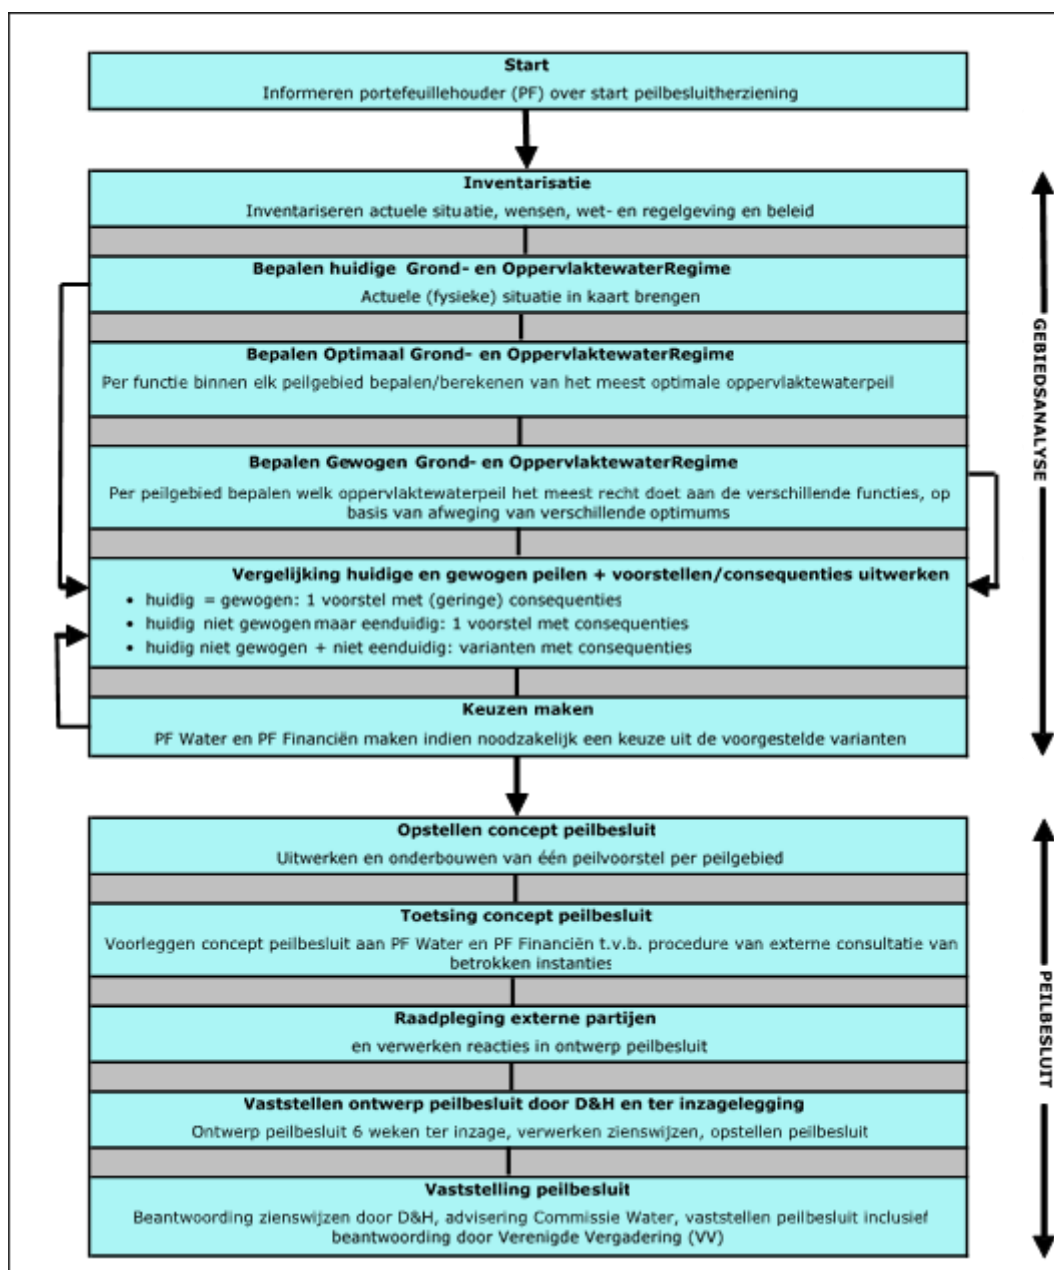 Start
Informeren portefeuillehouder (PF) over start peilbesluitherziening
Inventarisatie
Inventariseren actuele situatie, wensen, wet- en regelgeving en beleid
Bepalen huidige Grond- en OppervlaktewaterRegime
Actuele (fysieke) situatie in kaart brengen
Bepalen Optimaal Grond- en OppervlaktewaterRegime
Per functie binnen elk peilgebied bepalen/berekenen van het meest optimale oppervlaktewaterpeil
Bepalen Gewogen Grond- en OppervlaktewaterRegime
Per peilgebied bepalen welk oppervlaktewaterpeil het meest recht doet aan de verschillende functies, op
basis van afweging van verschillende optimums
Vergelijking huidige en gewogen peilen + voorstellen/consequenties uitwerken
• huidig = gewogen: 1 voorstel met (geringe) consequenties
• huidig niet gewogen maar eenduidig: 1 voorstel met consequenties
• huidig niet gewogen + niet eenduidig: varianten met consequenties
Keuzen maken
PF Water en PF Financiën maken indien noodzakelijk een keuze uit de voorgestelde varianten
GEBIEDSANALYSE
Opstellen concept peilbesluit
Uitwerken en onderbouwen van één peilvoorstel per peilgebied
Toetsing concept peilbesluit
Voorleggen concept peilbesluit aan PF Water en PF Financiën t.v.b. procedure van externe consultatie van
betrokken instanties
Raadpleging externe partijen
en verwerken reacties in ontwerp peilbesluit
Vaststellen ontwerp peilbesluit door D&H en ter inzagelegging
Ontwerp peilbesluit 6 weken ter inzage, verwerken zienswijzen, opstellen peilbesluit
Vaststelling peilbesluit
Beantwoording zienswijzen door D&H, advisering Commissie Water, vaststellen peilbesluit inclusief
beantwoording door Verenigde Vergadering (VV)
PEILBESLUIT